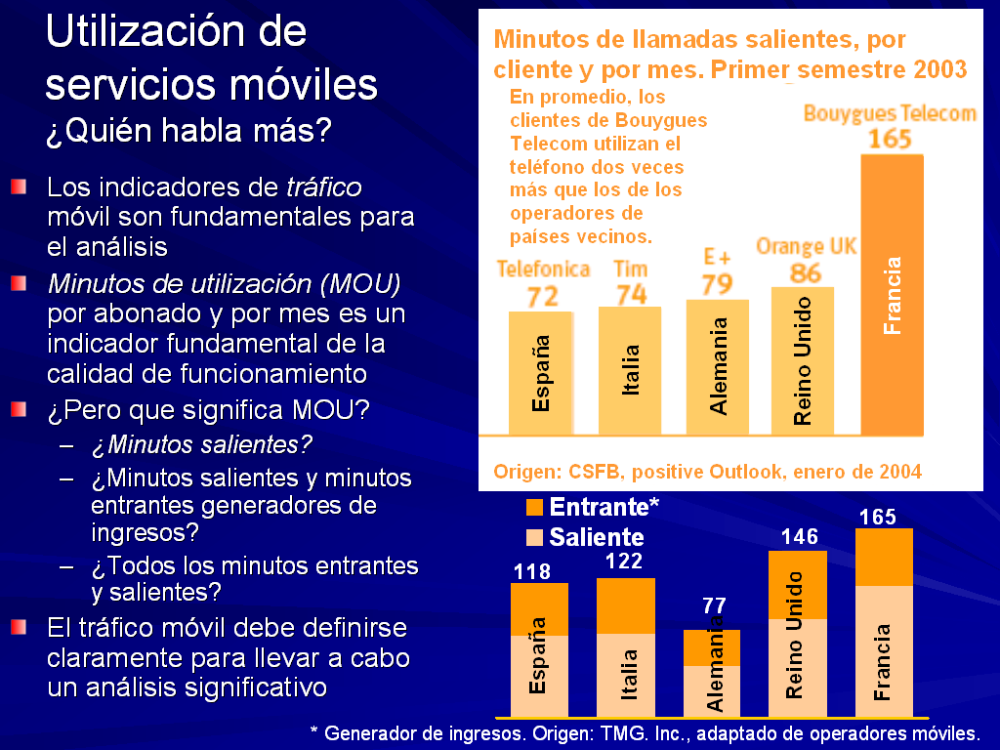 Utilización de
servicios móviles
¿Quién habla más?
Los indicadores de tráfico
móvil son fundamentales para
el análisis
Minutos de utilización (MOU)
por abonado y por mes es un
indicador fundamental de la
calidad de funcionamiento
¿Pero que significa MOU?
– ¿Minutos salientes?
– ¿Minutos salientes y minutos
entrantes generadores de
ingresos?
– ¿Todos los minutos entrantes
y salientes?
El tráfico móvil debe definirse
claramente para llevar a cabo
un análisis significativo
Minutos de llamadas salientes, por
cliente y por mes. Primer semestre 2003
En promedio, los
clientes de Bouygues
Telecom utilizan el
teléfono dos veces
más que los de los
operadores de
países vecinos.
Telefonica
72
España
Tim
74
Italia
E +
79
Alemania
Orange UK
86
Reino Unido
Bouygues Telecom
165
Francia
Origen: CSFB, positive Outlook, enero de 2004
Entrante*
Saliente
118
España
122
Italia
77
Alemania
146
Reino Unido
165
Francia
* Generador de ingresos. Origen: TMG. Inc., adaptado de operadores móviles.